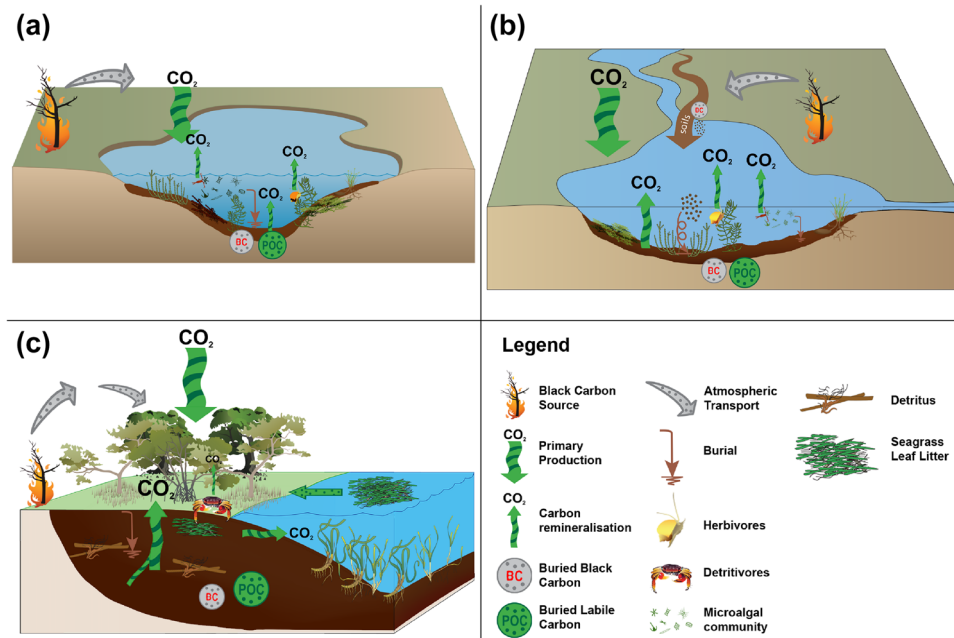 (a)
CO₂
CO₂
CO₂
CO₂
BC
POC
(b)
CO₂
BC
soils
CO₂
CO₂
CO₂
BC
POC
(c)
CO₂
CO₂
CO₂
CO₂
BC
POC
Legend
Black Carbon
Source
Atmospheric
Transport
Detritus
CO₂
Primary
Production
Burial
Seagrass
Leaf Litter
CO₂
Carbon
remineralisation
Herbivores
BC
Buried Black
Carbon
Detritivores
POC
Buried Labile
Carbon
Microalgal
community